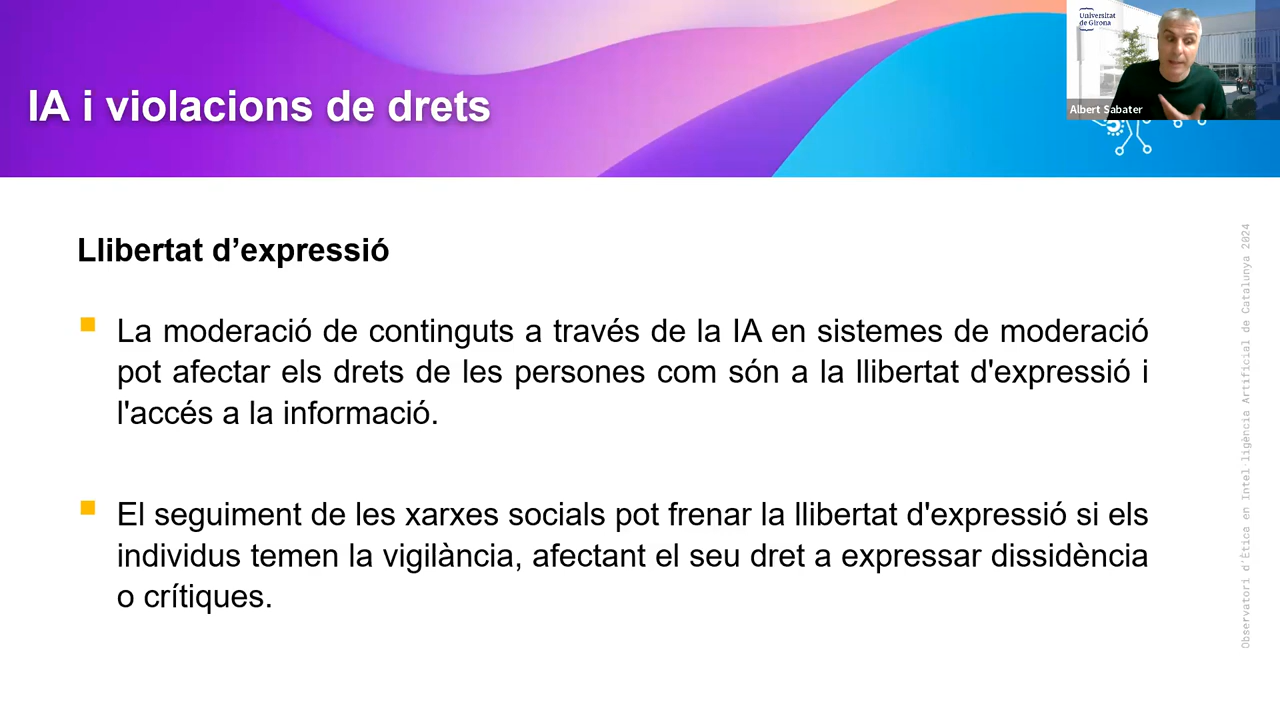 IA i violacions de drets
Universitat
de Girona
Albert Sabater
Llibertat d’expressió
La moderació de continguts a través de la IA en sistemes de moderació
pot afectar els drets de les persones com són a la llibertat d'expressió i
l'accés a la informació.
El seguiment de les xarxes socials pot frenar la llibertat d'expressió si els
individus temen la vigilància, afectant el seu dret a expressar dissidència
o crítiques.
Observatori d'Ètica en Intel·ligència Artificial de Catalunya 2024